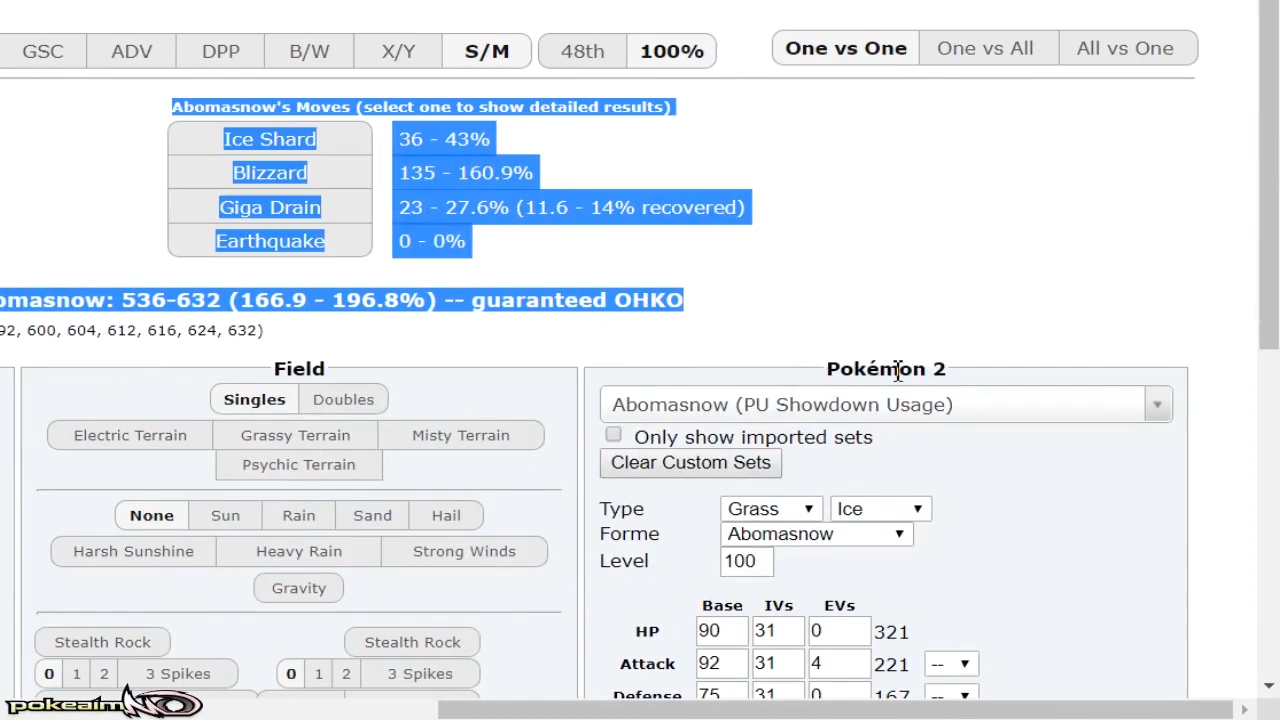 GSC ADV DPP B/W X/Y S/M 48th 100% One vs One One vs All All vs One
Abomasnow's Moves (select one to show detailed results)
Ice Shard 36 - 43%
Blizzard 135 - 160.9%
Giga Drain 23 - 27.6% (11.6 - 14% recovered)
Earthquake 0 - 0%
omasnow: 536-632 (166.9 - 196.8%) -- guaranteed OHKO
92, 600, 604, 612, 616, 624, 632)
Field
Singles Doubles
Electric Terrain Grassy Terrain Misty Terrain
Psychic Terrain
None Sun Rain Sand Hail
Harsh Sunshine Heavy Rain Strong Winds
Gravity
Stealth Rock Stealth Rock
0 1 2 3 Spikes 0 1 2 3 Spikes
Pokémon 2
Abomasnow (PU Showdown Usage)
Only show imported sets
Clear Custom Sets
Type Grass Ice
Forme Abomasnow
Level 100
Base IVs EVs
HP 90 31 0 321
Attack 92 31 4 221 --
Defense 75 31 0 167 --
pokeaimMD